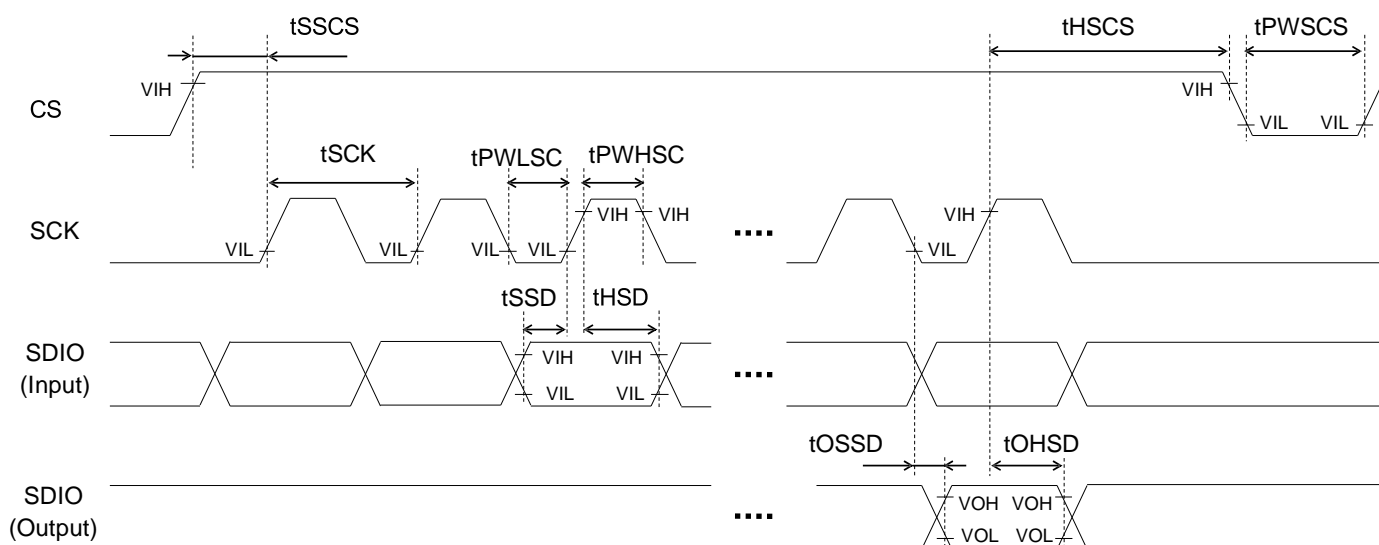 tSSCS
tHSCS
tPWSCS
CS
VIH
VIH
VIL
VIL
tSCK
tPWLSC
tPWHSC
SCK
VIL
VIL
VIL
VIL
VIH
VIH
....
VIL
VIH
tSSD
tHSD
SDIO
(Input)
VIH
VIH
VIL
VIL
....
tOSSD
tOHSD
SDIO
(Output)
....
VOH
VOH
VOL
VOL